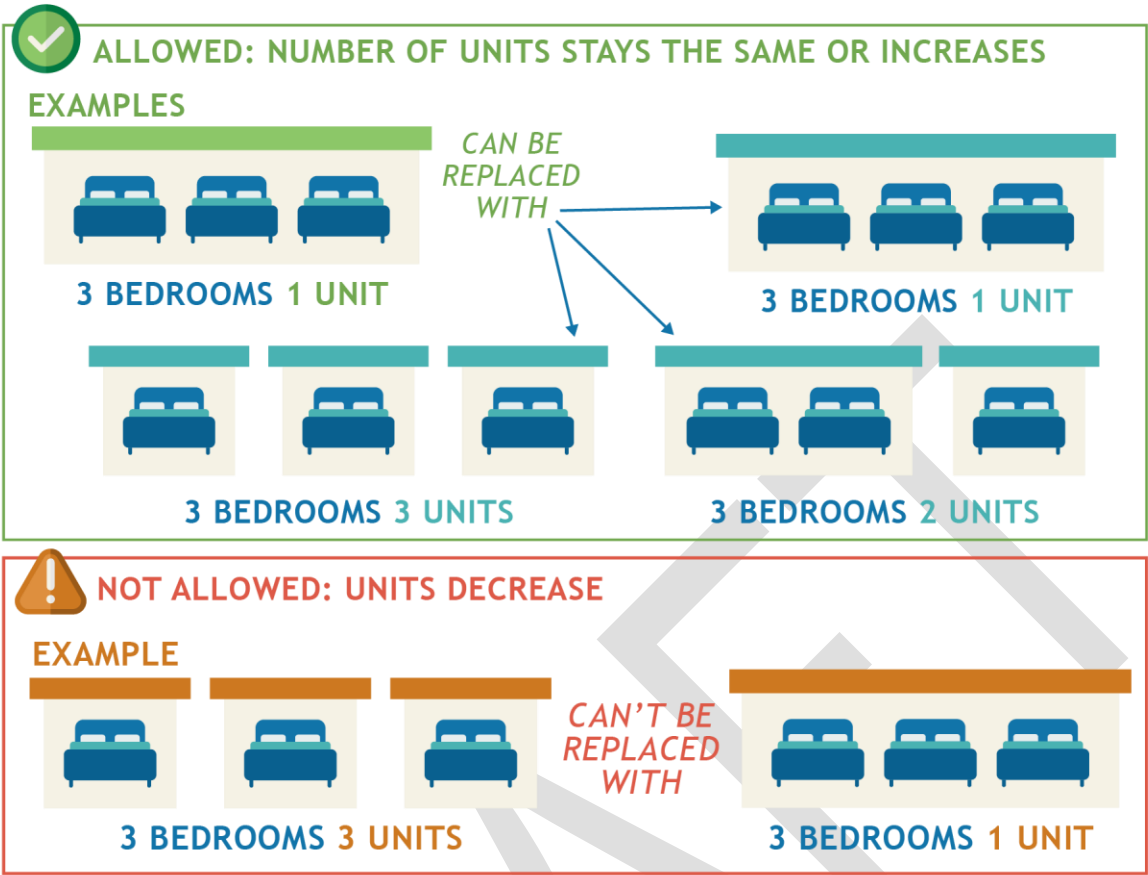 ALLOWED: NUMBER OF UNITS STAYS THE SAME OR INCREASES
EXAMPLES
CAN BE
REPLACED
WITH
3 BEDROOMS 1 UNIT
3 BEDROOMS 1 UNIT
3 BEDROOMS 3 UNITS
3 BEDROOMS 2 UNITS
NOT ALLOWED: UNITS DECREASE
EXAMPLE
CAN'T BE
REPLACED
WITH
3 BEDROOMS 3 UNITS
3 BEDROOMS 1 UNIT